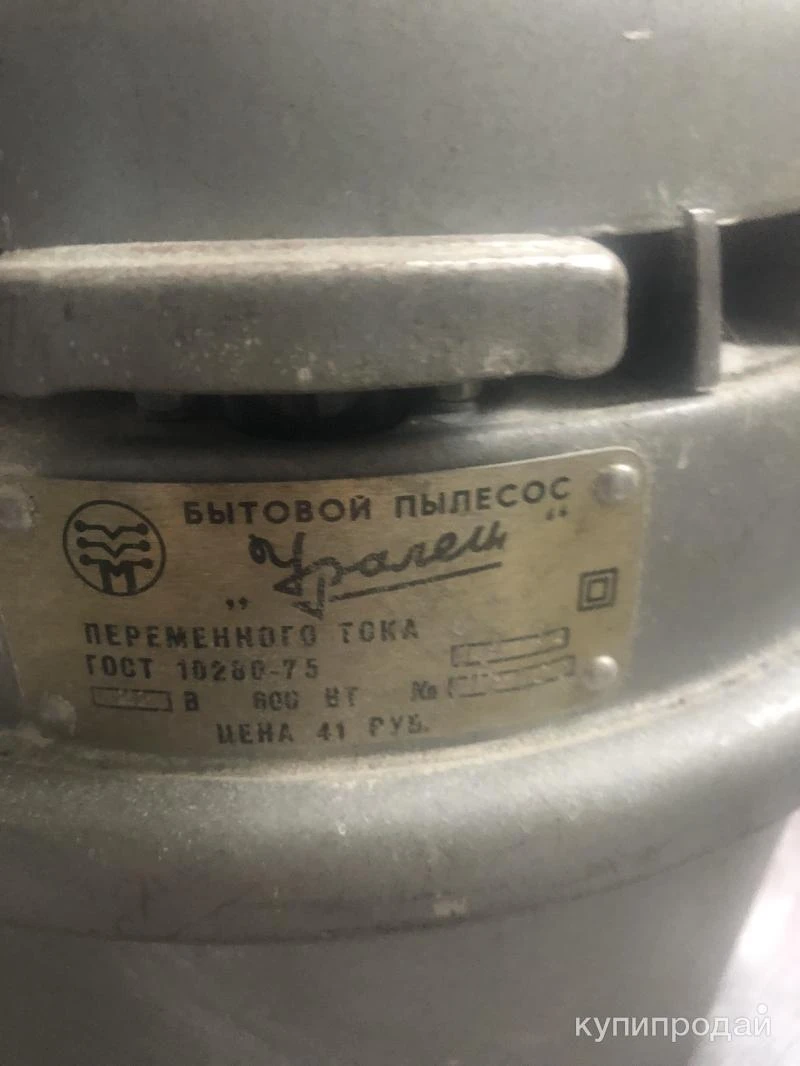 БЫТОВОЙ ПЫЛЕСОС
„Уралец“
ПЕРЕМЕННОГО ТОКА
ГОСТ 10280-75
В 600 ВТ №
ЦЕНА 41 РУБ.
М
купипродай